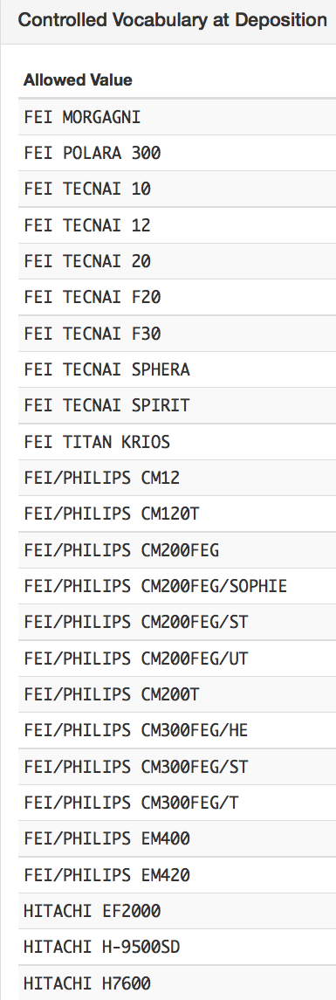 Controlled Vocabulary at Deposition
Allowed Value
FEI MORGAGNI
FEI POLARA 300
FEI TECNAI 10
FEI TECNAI 12
FEI TECNAI 20
FEI TECNAI F20
FEI TECNAI F30
FEI TECNAI SPHERA
FEI TECNAI SPIRIT
FEI TITAN KRIOS
FEI/PHILIPS CM12
FEI/PHILIPS CM120T
FEI/PHILIPS CM200FEG
FEI/PHILIPS CM200FEG/SOPHIE
FEI/PHILIPS CM200FEG/ST
FEI/PHILIPS CM200FEG/UT
FEI/PHILIPS CM200T
FEI/PHILIPS CM300FEG/HE
FEI/PHILIPS CM300FEG/ST
FEI/PHILIPS CM300FEG/T
FEI/PHILIPS EM400
FEI/PHILIPS EM420
HITACHI EF2000
HITACHI H-9500SD
HITACHI H7600